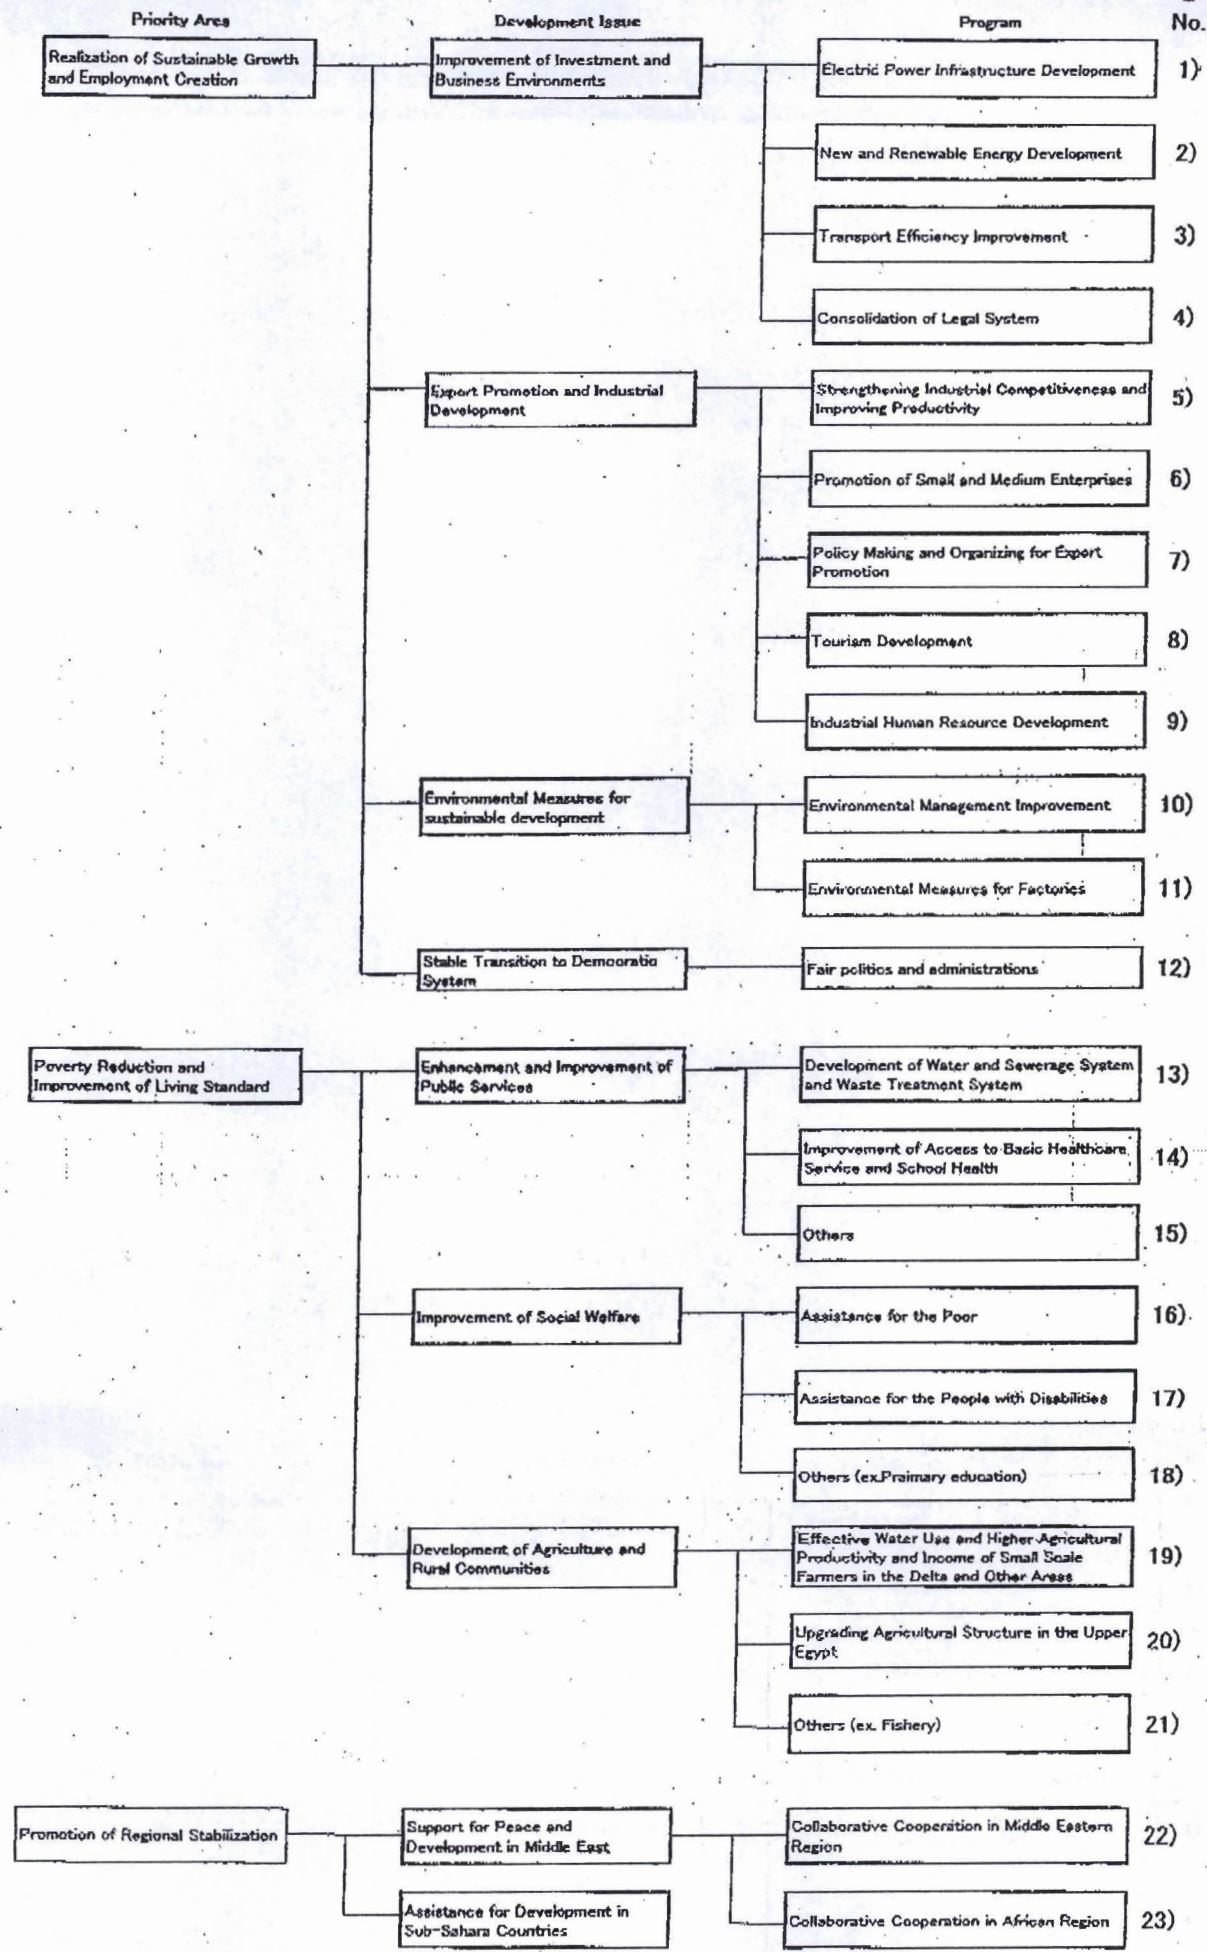 Priority Area
Development Issue
Program
No.
Realization of Sustainable Growth
and Employment Creation
Improvement of Investment and
Business Environments
Electric Power Infrastructure Development
1)
New and Renewable Energy Development
2)
Transport Efficiency Improvement
3)
Consolidation of Legal System
4)
Export Promotion and Industrial
Development
Strengthening Industrial Competitiveness and
Improving Productivity
5)
Promotion of Small and Medium Enterprises
6)
Policy Making and Organizing for Export
Promotion
7)
Tourism Development
8)
Industrial Human Resource Development
9)
Environmental Measures for
sustainable development
Environmental Management Improvement
10)
Environmental Measures for Factories
11)
Stable Transition to Democratic
System
Fair politics and administrations
12)
Poverty Reduction and
Improvement of Living Standard
Enhancement and Improvement of
Public Services
Development of Water and Sewerage System
and Waste Treatment System
13)
Improvement of Access to Basic Healthcare
Service and School Health
14)
Others
15)
Improvement of Social Welfare
Assistance for the Poor
16)
Assistance for the People with Disabilities
17)
Others (ex.Praimary education)
18)
Development of Agriculture and
Rural Communities
Effective Water Use and Higher Agricultural
Productivity and Income of Small Scale
Farmers in the Delta and Other Areas
19)
Upgrading Agricultural Structure in the Upper
Egypt
20)
Others (ex. Fishery)
21)
Promotion of Regional Stabilization
Support for Peace and
Development in Middle East
Collaborative Cooperation in Middle Eastern
Region
22)
Assistance for Development in
Sub-Sahara Countries
Collaborative Cooperation in African Region
23)